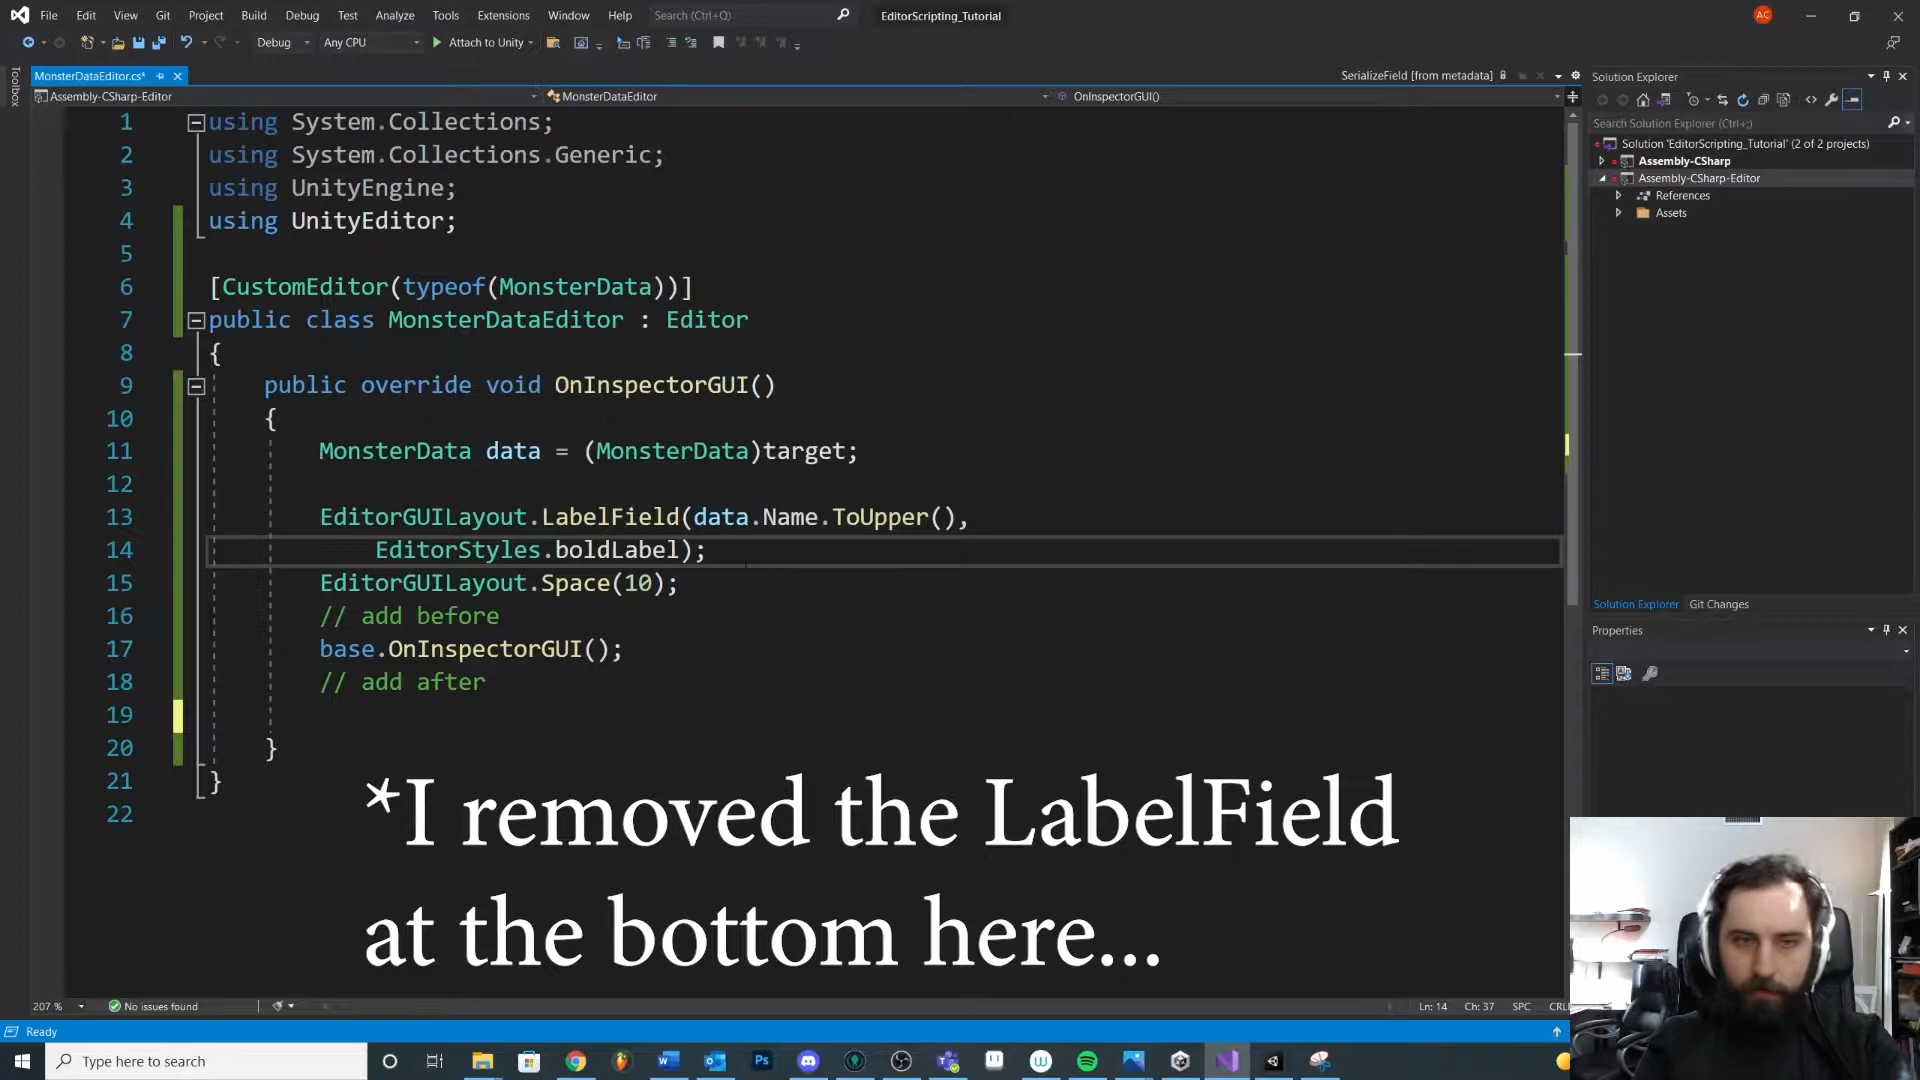 File Edit View Git Project Build Debug Test Analyze Tools Extensions Window Help Search (Ctrl+Q) EditorScripting_Tutorial AC
Debug Any CPU Attach to Unity
Toolbox
MonsterDataEditor.cs* SerializeField [from metadata]
Assembly-CSharp-Editor MonsterDataEditor OnInspectorGUI()
1 using System.Collections;
2 using System.Collections.Generic;
3 using UnityEngine;
4 using UnityEditor;
5
6 [CustomEditor(typeof(MonsterData))]
7 public class MonsterDataEditor : Editor
8 {
9 public override void OnInspectorGUI()
10 {
11 MonsterData data = (MonsterData)target;
12
13 EditorGUILayout.LabelField(data.Name.ToUpper(),
14 EditorStyles.boldLabel);
15 EditorGUILayout.Space(10);
16 // add before
17 base.OnInspectorGUI();
18 // add after
19
20 }
21 }
22
*I removed the LabelField
at the bottom here...
207 % No issues found Ln: 14 Ch: 37 SPC CRL
Ready
Solution Explorer
Search Solution Explorer (Ctrl+;)
Solution 'EditorScripting_Tutorial' (2 of 2 projects)
Assembly-CSharp
Assembly-CSharp-Editor
References
Assets
Solution Explorer Git Changes
Properties
Type here to search